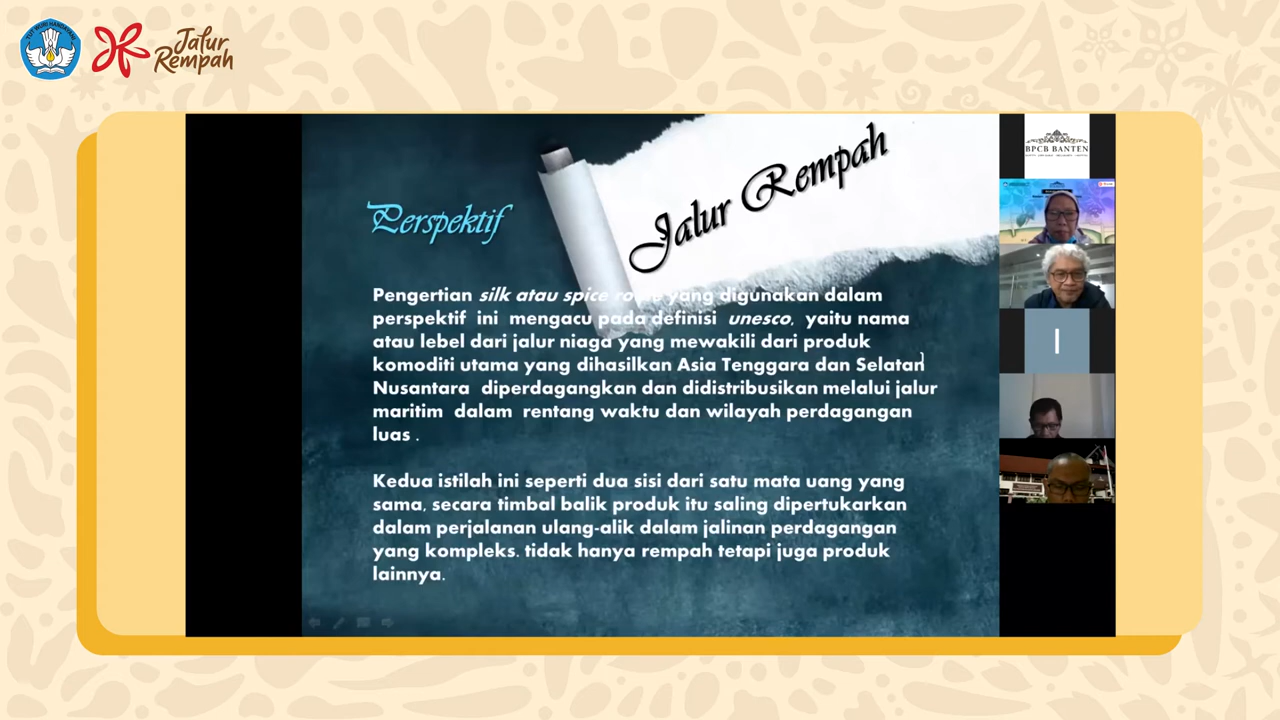 TUT WURI HANDAYANI
Jalur
Rempah
Jalur Rempah
Perspektif
Pengertian silk atau spice route yang digunakan dalam
perspektif ini mengacu pada definisi unesco, yaitu nama
atau lebel dari jalur niaga yang mewakili dari produk
komoditi utama yang dihasilkan Asia Tenggara dan Selatan
Nusantara diperdagangkan dan didistribusikan melalui jalur
maritim dalam rentang waktu dan wilayah perdagangan
luas .
Kedua istilah ini seperti dua sisi dari satu mata uang yang
sama, secara timbal balik produk itu saling dipertukarkan
dalam perjalanan ulang-alik dalam jalinan perdagangan
yang kompleks. tidak hanya rempah tetapi juga produk
lainnya.
BPCB BANTEN
I